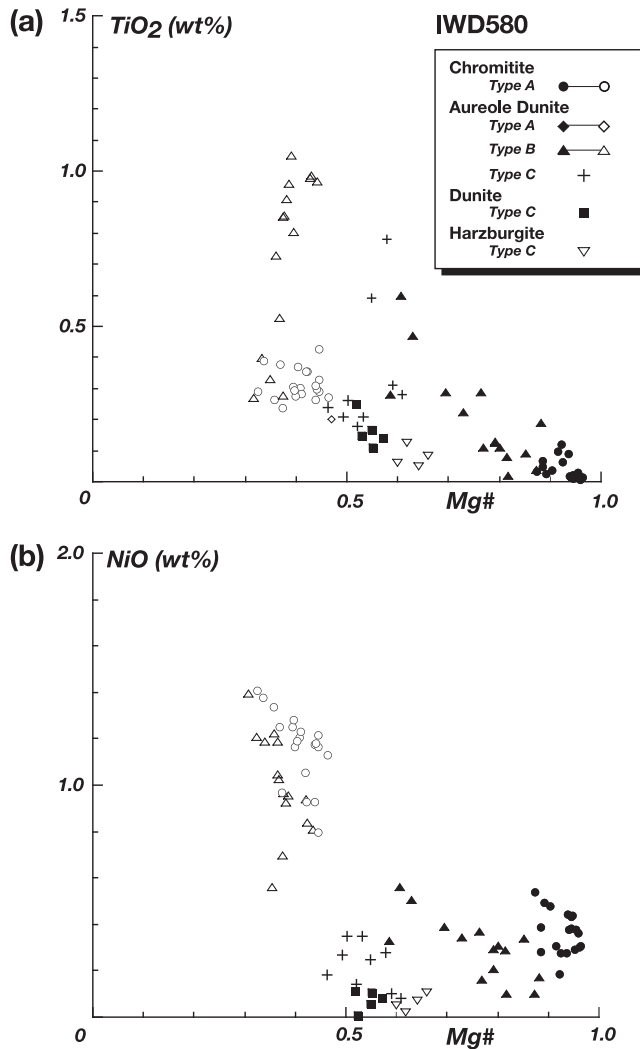 (a)
TiO2 (wt%)
IWD580
Chromitite
Type A
Aureole Dunite
Type A
Type B
Type C
Dunite
Type C
Harzburgite
Type C
1.5
1.0
0.5
0
0.5
Mg#
1.0
(b)
NiO (wt%)
2.0
1.0
0
0.5
Mg#
1.0